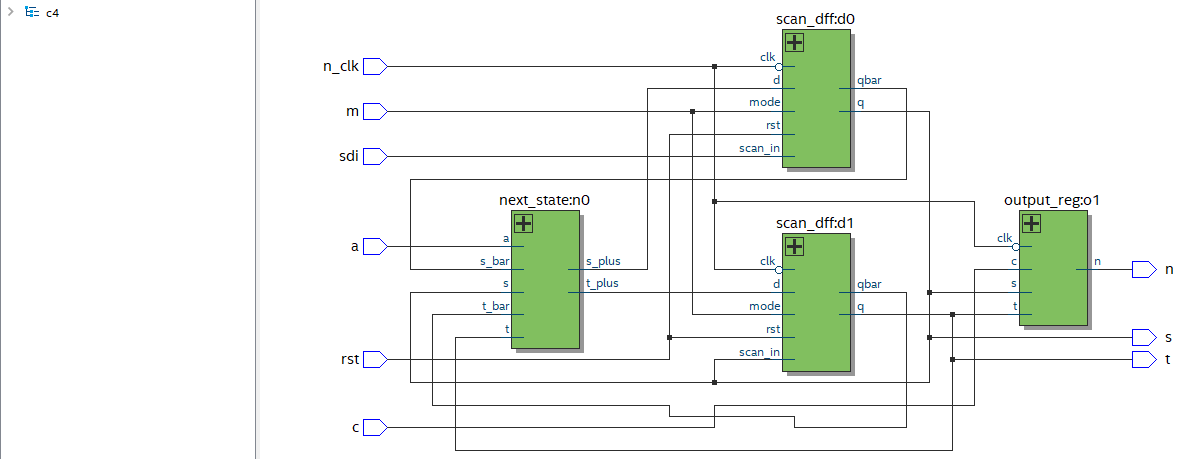 c4
scan_dff:d0
n_clk
clk
d
qbar
m
mode
q
rst
sdi
scan_in
next_state:n0
output_reg:o1
scan_dff:d1
a
a
clk
s_bar
s_plus
clk
c
n
n
s
t_plus
d
qbar
s
t_bar
mode
q
t
t
rst
s
rst
scan_in
t
c